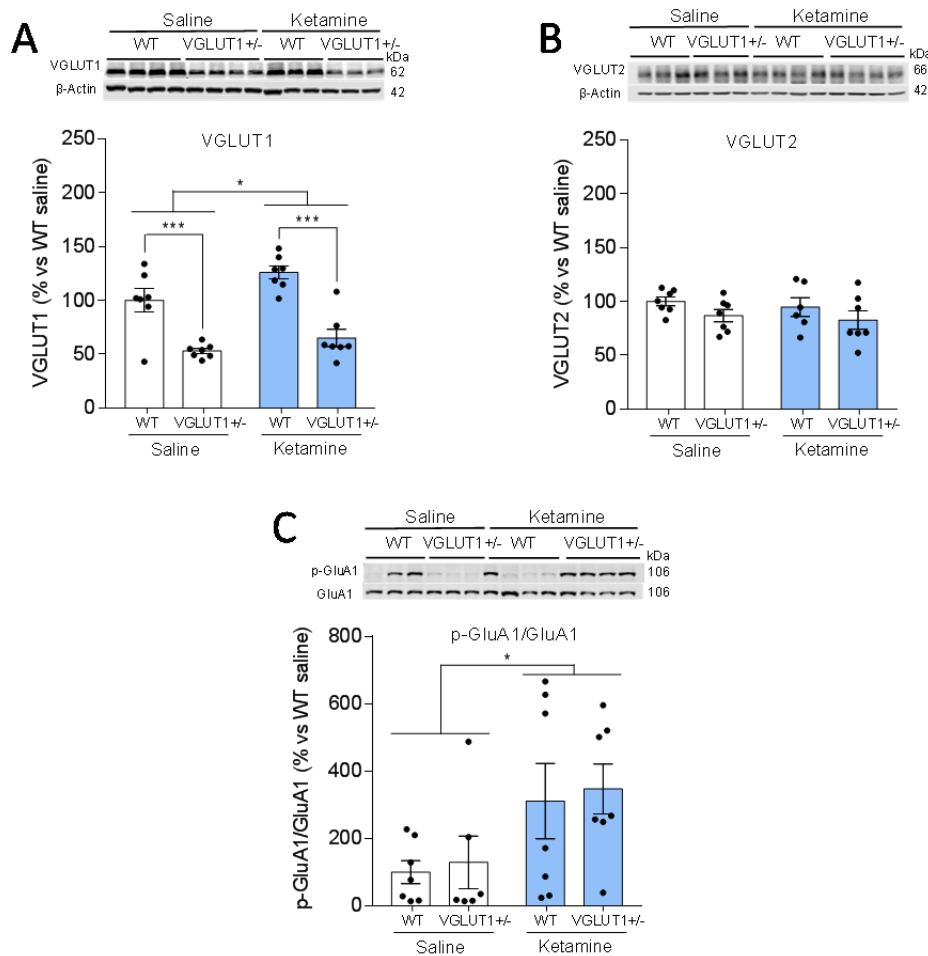 A
Saline Ketamine
WT VGLUT1+/- WT VGLUT1+/-
kDa
VGLUT1 62
β-Actin 42
VGLUT1
VGLUT1 (% vs WT saline)
250
200
150
100
50
0
*
*** ***
WT VGLUT1+/- WT VGLUT1+/-
Saline Ketamine
B
Saline Ketamine
WT VGLUT1+/- WT VGLUT1+/-
kDa
VGLUT2 66
β-Actin 42
VGLUT2
VGLUT2 (% vs WT saline)
250
200
150
100
50
0
WT VGLUT1+/- WT VGLUT1+/-
Saline Ketamine
C
Saline Ketamine
WT VGLUT1+/- WT VGLUT1+/-
kDa
p-GluA1 106
GluA1 106
p-GluA1/GluA1
p-GluA1/GluA1 (% vs WT saline)
800
600
400
200
0
*
WT VGLUT1+/- WT VGLUT1+/-
Saline Ketamine